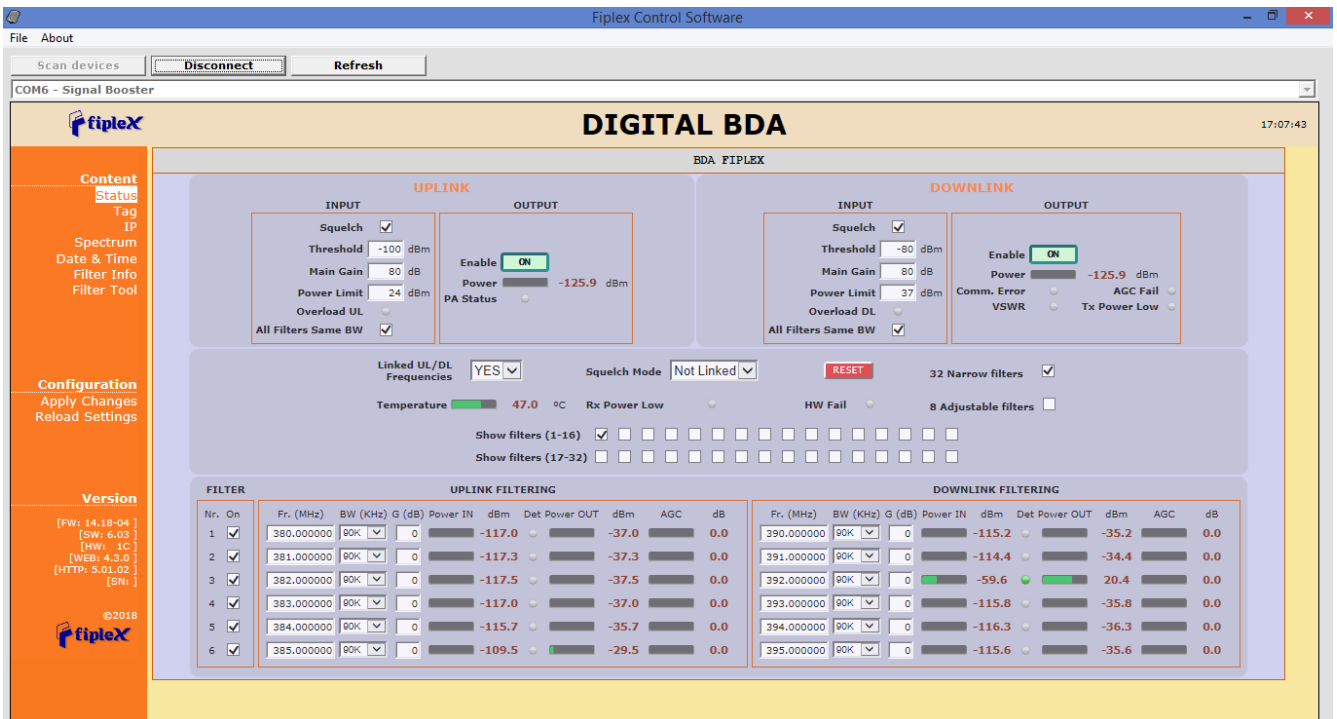 Fiplex Control Software
File About
Scan devices Disconnect Refresh
COM6 - Signal Booster
fipleX DIGITAL BDA 17:07:43
BDA FIPLEX
Content
Status
Tag
IP
Spectrum
Date & Time
Filter Info
Filter Tool
Configuration
Apply Changes
Reload Settings
Version
[FW: 14.18-04 ]
[SW: 6.03 ]
[HW: 1C ]
[WEB: 4.3.0 ]
[HTTP: 5.01.02 ]
[SN: ]
©2018
fipleX
UPLINK
INPUT OUTPUT
Squelch
Threshold -100 dBm
Main Gain 80 dB
Power Limit 24 dBm
Overload UL
All Filters Same BW
Enable ON
Power -125.9 dBm
PA Status
DOWNLINK
INPUT OUTPUT
Squelch
Threshold -80 dBm
Main Gain 80 dB
Power Limit 37 dBm
Overload DL
All Filters Same BW
Enable ON
Power -125.9 dBm
Comm. Error AGC Fail
VSWR Tx Power Low
Linked UL/DL
Frequencies YES Squelch Mode Not Linked RESET 32 Narrow filters
Temperature 47.0 ºC Rx Power Low HW Fail 8 Adjustable filters
Show filters (1-16)
Show filters (17-32)
FILTER UPLINK FILTERING DOWNLINK FILTERING
Nr. On Fr. (MHz) BW (KHz) G (dB) Power IN dBm Det Power OUT dBm AGC dB Fr. (MHz) BW (KHz) G (dB) Power IN dBm Det Power OUT dBm AGC dB
1 380.000000 90K 0 -117.0 -37.0 0.0 390.000000 90K 0 -115.2 -35.2 0.0
2 381.000000 90K 0 -117.3 -37.3 0.0 391.000000 90K 0 -114.4 -34.4 0.0
3 382.000000 90K 0 -117.5 -37.5 0.0 392.000000 90K 0 -59.6 20.4 0.0
4 383.000000 90K 0 -117.0 -37.0 0.0 393.000000 90K 0 -115.8 -35.8 0.0
5 384.000000 90K 0 -115.7 -35.7 0.0 394.000000 90K 0 -116.3 -36.3 0.0
6 385.000000 90K 0 -109.5 -29.5 0.0 395.000000 90K 0 -115.6 -35.6 0.0